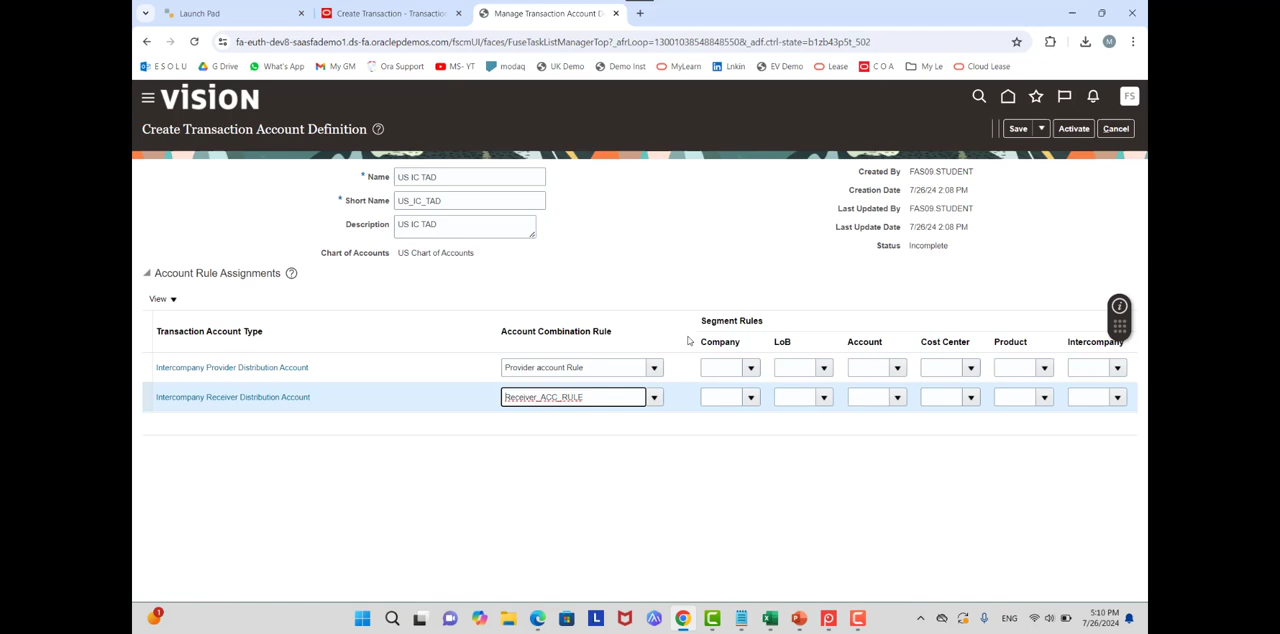 Launch Pad
Create Transaction - Transactio
Manage Transaction Account D
fa-euth-dev8-saasfademo1.ds-fa.oraclepdemos.com/fscmUI/faces/FuseTaskListManagerTop?_afrLoop=13001038548848550&_adf.ctrl-state=b1zb43p5t_502
M
E S O L U
G Drive
What's App
My GM
Ora Support
MS- YT
modaq
UK Demo
Demo Inst
MyLearn
Lnkin
EV Demo
Lease
C O A
My Le
Cloud Lease
VISION
FS
Create Transaction Account Definition
Save
Activate
Cancel
* Name US IC TAD
* Short Name US_IC_TAD
Description US IC TAD
Chart of Accounts US Chart of Accounts
Created By FAS09.STUDENT
Creation Date 7/26/24 2:08 PM
Last Updated By FAS09.STUDENT
Last Update Date 7/26/24 2:08 PM
Status Incomplete
Account Rule Assignments
View
Segment Rules
Transaction Account Type Account Combination Rule Company LoB Account Cost Center Product Intercompany
Intercompany Provider Distribution Account Provider account Rule
Intercompany Receiver Distribution Account Receiver_ACC_RULE
1
ENG
5:10 PM
7/26/2024